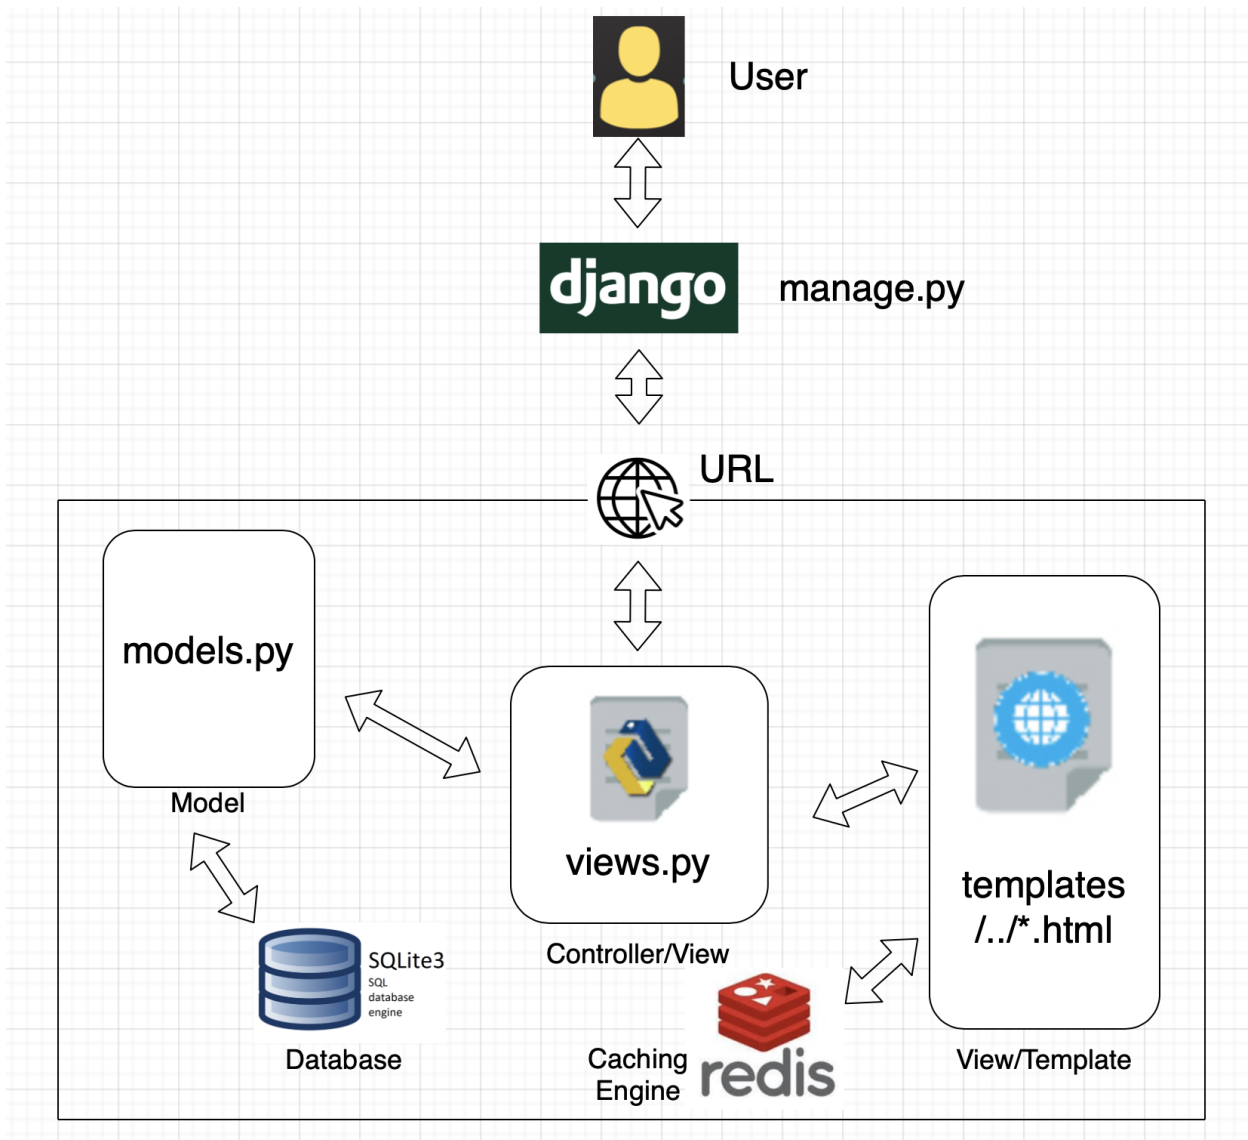 User
django
manage.py
URL
models.py
Model
views.py
Controller/View
templates
/../*.html
View/Template
SQLite3
SQL
database
engine
Database
Caching
Engine
redis